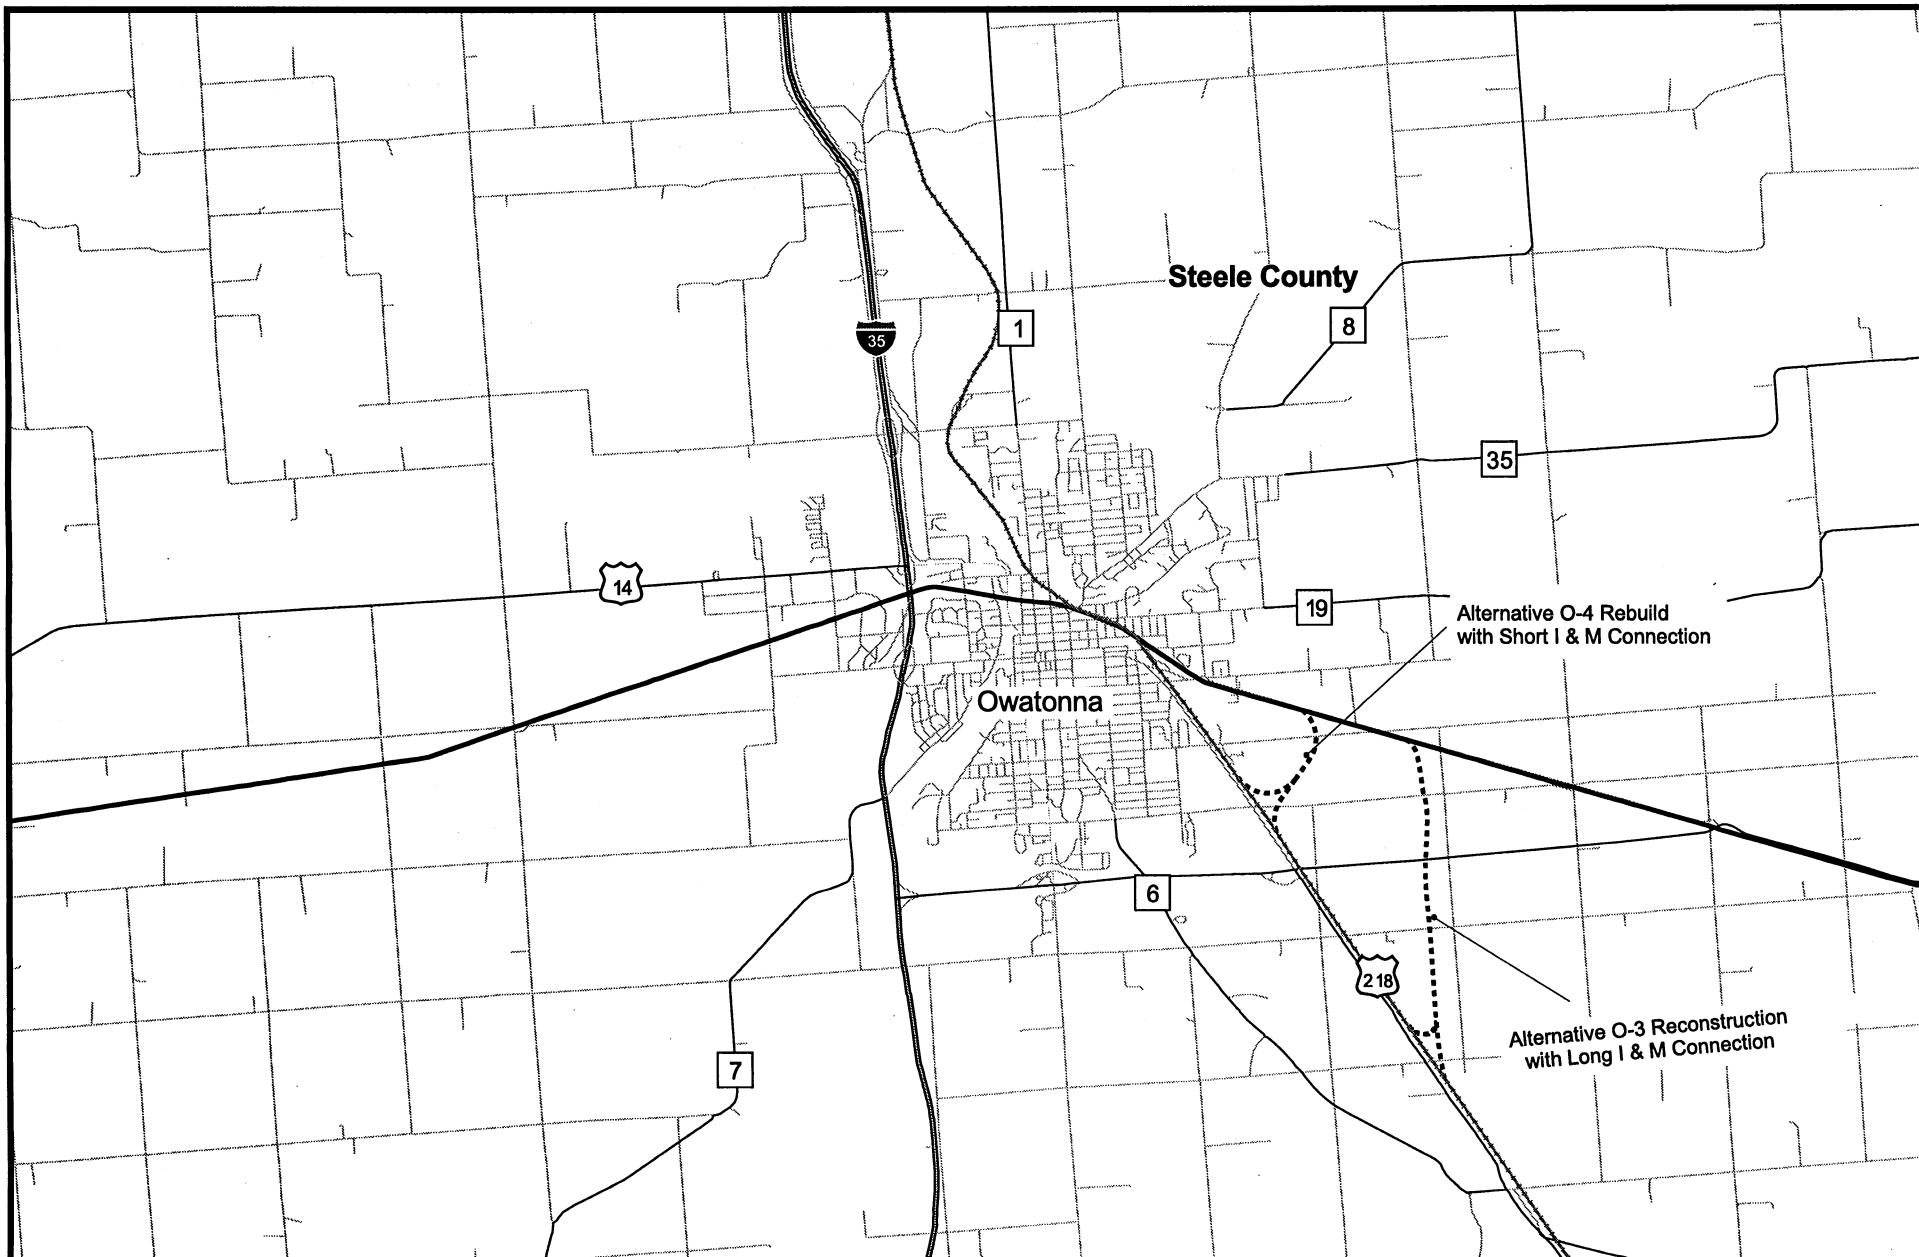 Steele County
35
1
8
35
14
19
Alternative O-4 Rebuild
with Short I & M Connection
Owatonna
6
218
Alternative O-3 Reconstruction
with Long I & M Connection
7